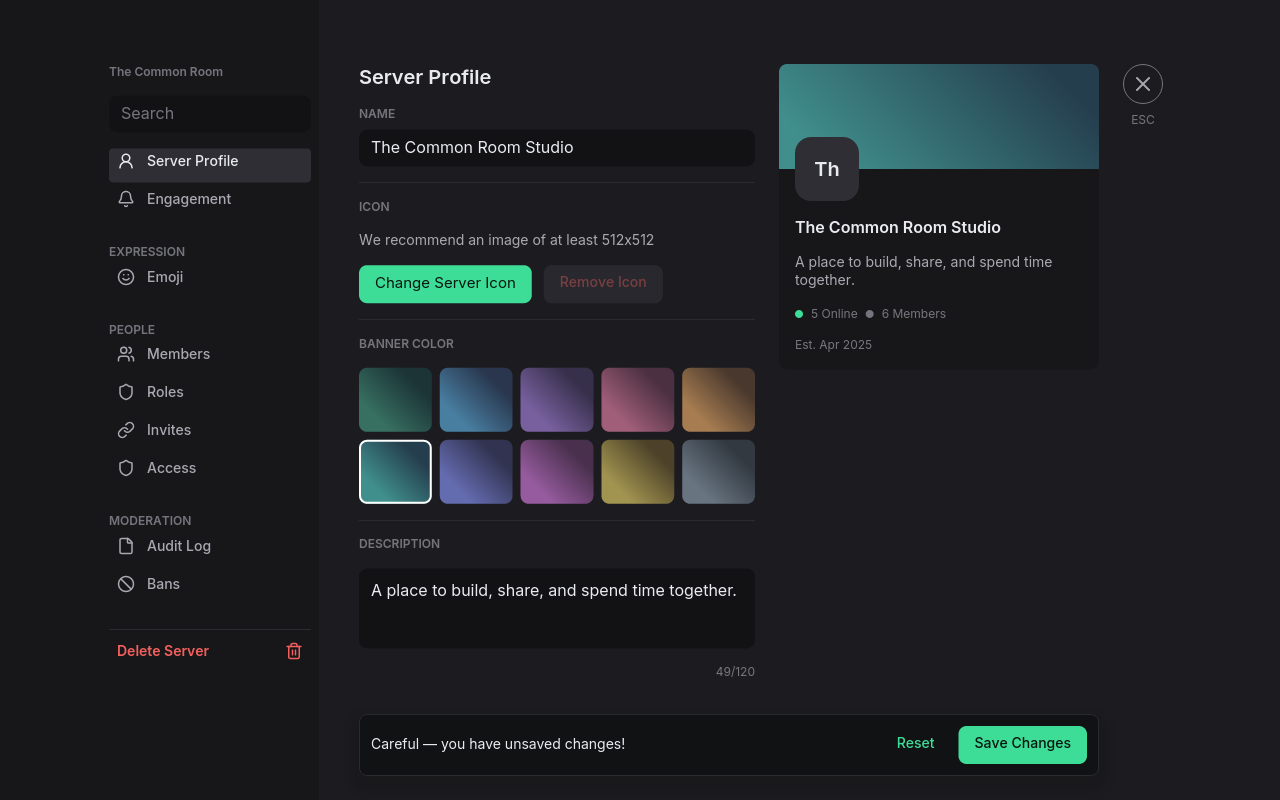 The Common Room
Search
Server Profile
Engagement
EXPRESSION
Emoji
PEOPLE
Members
Roles
Invites
Access
MODERATION
Audit Log
Bans
Delete Server
Server Profile
NAME
The Common Room Studio
ICON
We recommend an image of at least 512x512
Change Server Icon
Remove Icon
BANNER COLOR
DESCRIPTION
A place to build, share, and spend time together.
49/120
Th
The Common Room Studio
A place to build, share, and spend time
together.
5 Online
6 Members
Est. Apr 2025
ESC
Careful — you have unsaved changes!
Reset
Save Changes